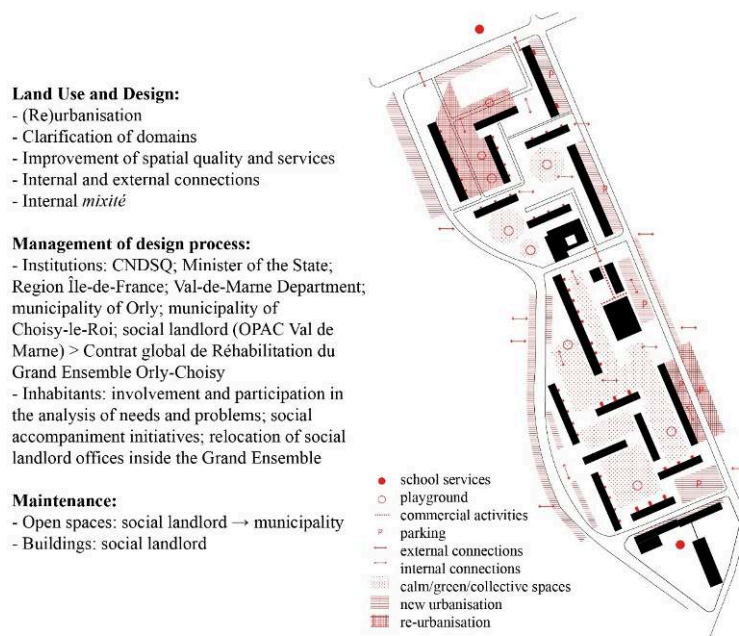 Land Use and Design:
- (Re)urbanisation
- Clarification of domains
- Improvement of spatial quality and services
- Internal and external connections
- Internal mixité
Management of design process:
- Institutions: CNDSQ; Minister of the State;
Region Île-de-France; Val-de-Marne Department;
municipality of Orly; municipality of
Choisy-le-Roi; social landlord (OPAC Val de
Marne) > Contrat global de Réhabilitation du
Grand Ensemble Orly-Choisy
- Inhabitants: involvement and participation in
the analysis of needs and problems; social
accompaniment initiatives; relocation of social
landlord offices inside the Grand Ensemble
Maintenance:
- Open spaces: social landlord → municipality
- Buildings: social landlord
P
P
P
P
P
P
P
school services
playground
commercial activities
P parking
external connections
internal connections
calm/green/collective spaces
new urbanisation
re-urbanisation